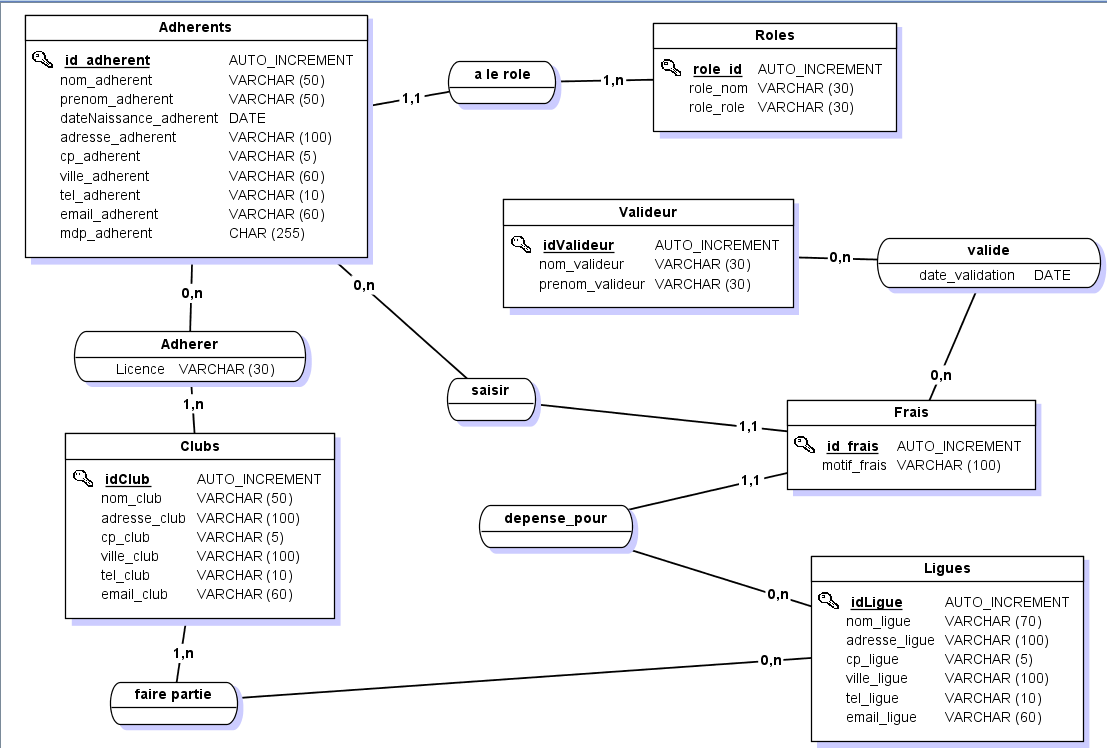 Adherents
id_adherent AUTO_INCREMENT
nom_adherent VARCHAR (50)
prenom_adherent VARCHAR (50)
dateNaissance_adherent DATE
adresse_adherent VARCHAR (100)
cp_adherent VARCHAR (5)
ville_adherent VARCHAR (60)
tel_adherent VARCHAR (10)
email_adherent VARCHAR (60)
mdp_adherent CHAR (255)
1,1
a le role
1,n
Roles
role_id AUTO_INCREMENT
role_nom VARCHAR (30)
role_role VARCHAR (30)
Valideur
idValideur AUTO_INCREMENT
nom_valideur VARCHAR (30)
prenom_valideur VARCHAR (30)
0,n
valide
date_validation DATE
0,n
0,n
Adherer
Licence VARCHAR (30)
1,n
0,n
saisir
1,1
Frais
id_frais AUTO_INCREMENT
motif_frais VARCHAR (100)
1,1
depense_pour
0,n
Clubs
idClub AUTO_INCREMENT
nom_club VARCHAR (50)
adresse_club VARCHAR (100)
cp_club VARCHAR (5)
ville_club VARCHAR (100)
tel_club VARCHAR (10)
email_club VARCHAR (60)
1,n
faire partie
0,n
Ligues
idLigue AUTO_INCREMENT
nom_ligue VARCHAR (70)
adresse_ligue VARCHAR (100)
cp_ligue VARCHAR (5)
ville_ligue VARCHAR (100)
tel_ligue VARCHAR (10)
email_ligue VARCHAR (60)